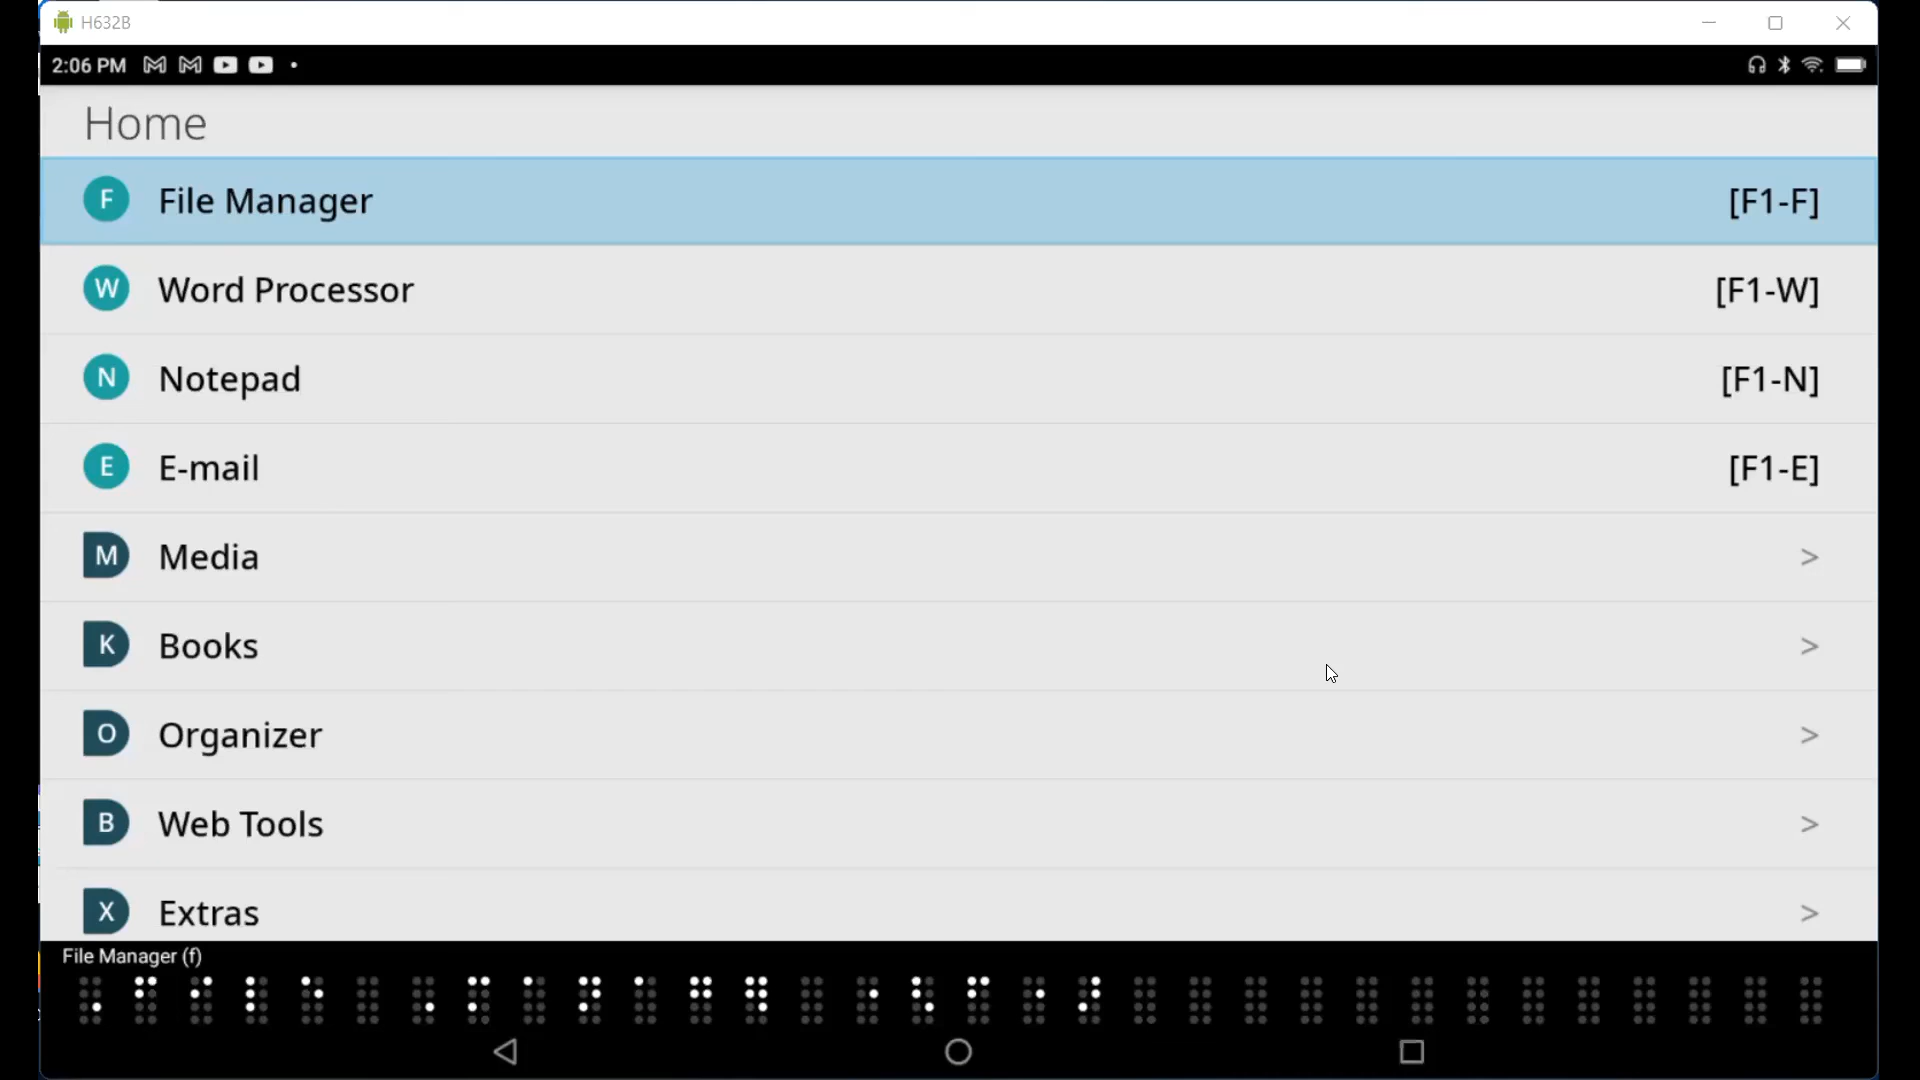 H632B
2:06 PM
Home
F File Manager [F1-F]
W Word Processor [F1-W]
N Notepad [F1-N]
E E-mail [F1-E]
M Media >
K Books >
O Organizer >
B Web Tools >
X Extras >
File Manager (f)
⠠⠋⠊⠇⠑⠀⠠⠍⠁⠝⠁⠛⠻⠀⠐⠣⠋⠐⠜